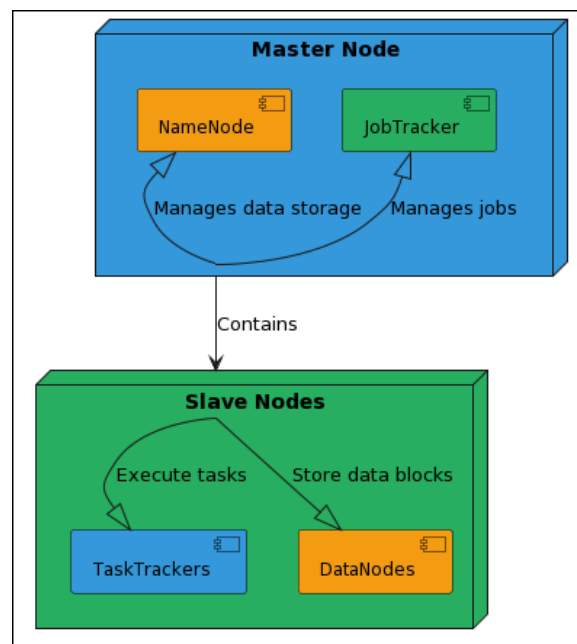 Master Node
NameNode
JobTracker
Manages data storage
Manages jobs
Contains
Slave Nodes
Execute tasks
Store data blocks
TaskTrackers
DataNodes